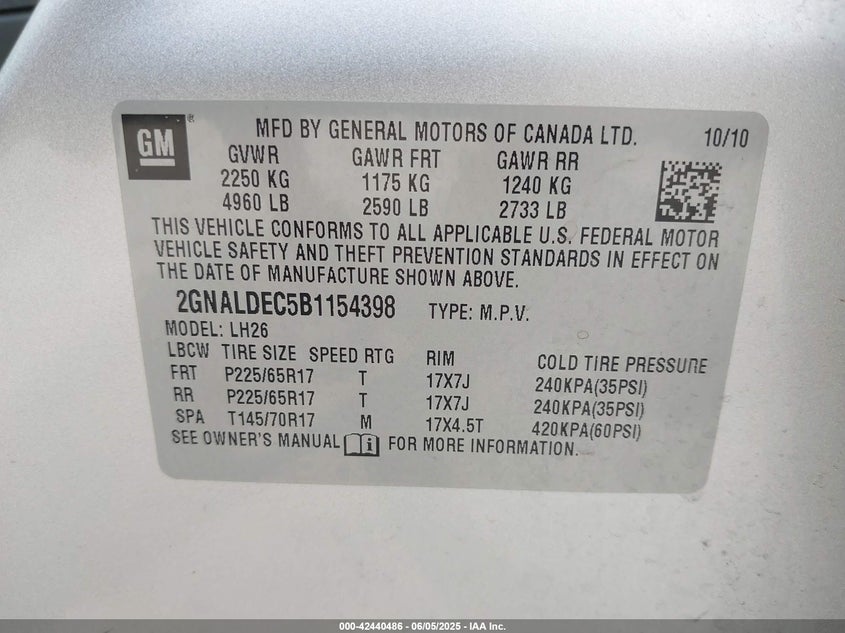 GM ® MFD BY GENERAL MOTORS OF CANADA LTD. 10/10
GVWR GAWR FRT GAWR RR
2250 KG 1175 KG 1240 KG
4960 LB 2590 LB 2733 LB
THIS VEHICLE CONFORMS TO ALL APPLICABLE U.S. FEDERAL MOTOR
VEHICLE SAFETY AND THEFT PREVENTION STANDARDS IN EFFECT ON
THE DATE OF MANUFACTURE SHOWN ABOVE.
2GNALDEC5B1154398 TYPE: M.P.V.
MODEL: LH26
LBCW TIRE SIZE SPEED RTG RIM COLD TIRE PRESSURE
FRT P225/65R17 T 17X7J 240KPA(35PSI)
RR P225/65R17 T 17X7J 240KPA(35PSI)
SPA T145/70R17 M 17X4.5T 420KPA(60PSI)
SEE OWNER'S MANUAL i FOR MORE INFORMATION.
000-42440486 - 06/05/2025 - IAA Inc.